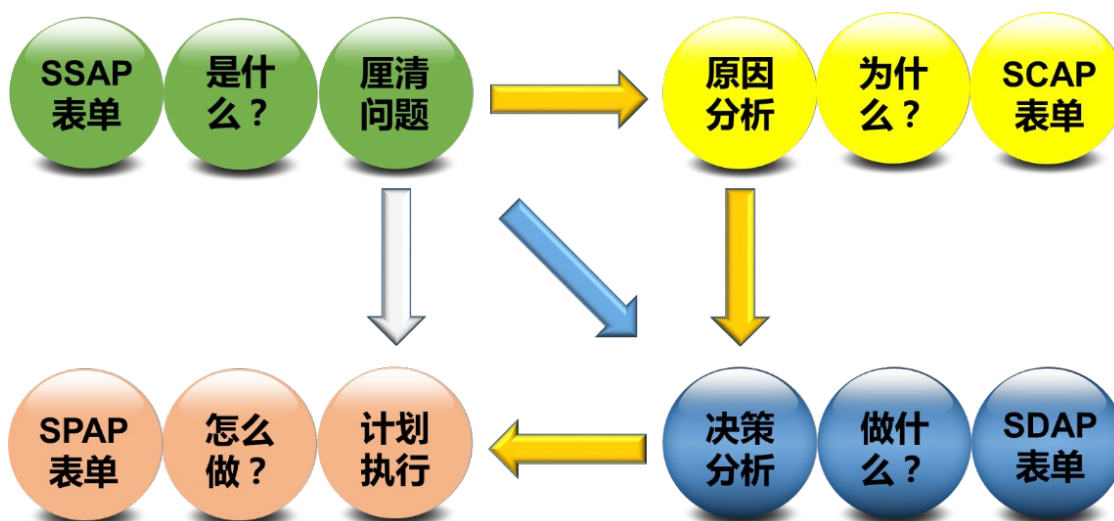 SSAP
表单
是什
么？
厘清
问题
原因
分析
为什
么？
SCAP
表单
SPAP
表单
怎么
做？
计划
执行
决策
分析
做什
么？
SDAP
表单